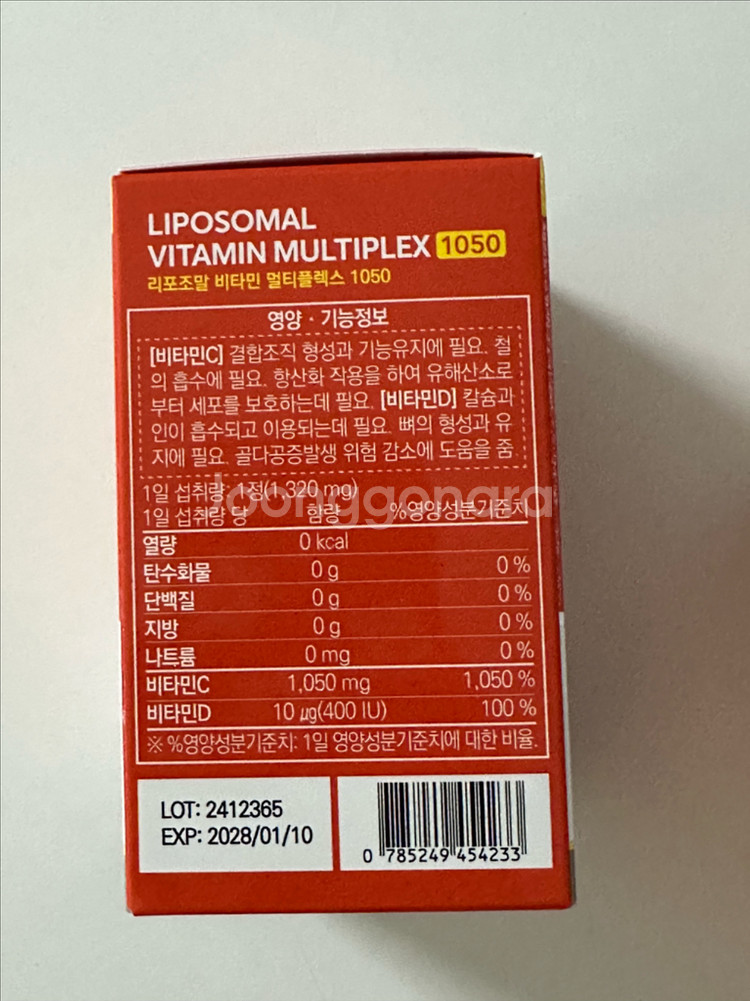 LIPOSOMAL
VITAMIN MULTIPLEX 1050
리포조말 비타민 멀티플렉스 1050
영양 · 기능정보
[비타민C] 결합조직 형성과 기능유지에 필요. 철
의 흡수에 필요. 항산화 작용을 하여 유해산소로
부터 세포를 보호하는데 필요. [비타민D] 칼슘과
인이 흡수되고 이용되는데 필요. 뼈의 형성과 유
지에 필요. 골다공증발생 위험 감소에 도움을 줌
1일 섭취량: 1정(1,320 mg)
joonggonara
1일 섭취량 당 함량 %영양성분기준치
열량 0 kcal
탄수화물 0 g 0 %
단백질 0 g 0 %
지방 0 g 0 %
나트륨 0 mg 0 %
비타민C 1,050 mg 1,050 %
비타민D 10 µg(400 IU) 100 %
※ %영양성분기준치: 1일 영양성분기준치에 대한 비율.
LOT: 2412365
EXP: 2028/01/10
0 785249 454233